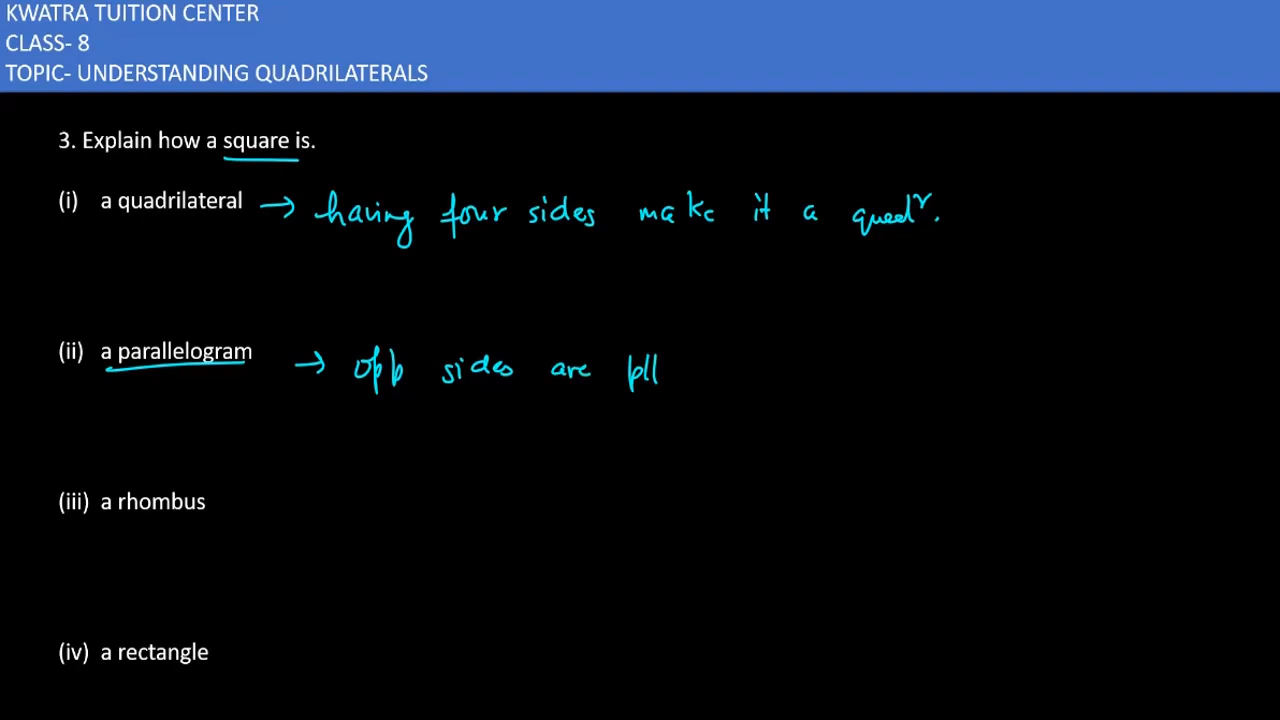 KWATRA TUITION CENTER
CLASS- 8
TOPIC- UNDERSTANDING QUADRILATERALS
3. Explain how a square is.
(i) a quadrilateral → having four sides make it a quadʳ.
(ii) a parallelogram → opp sides are pll
(iii) a rhombus
(iv) a rectangle